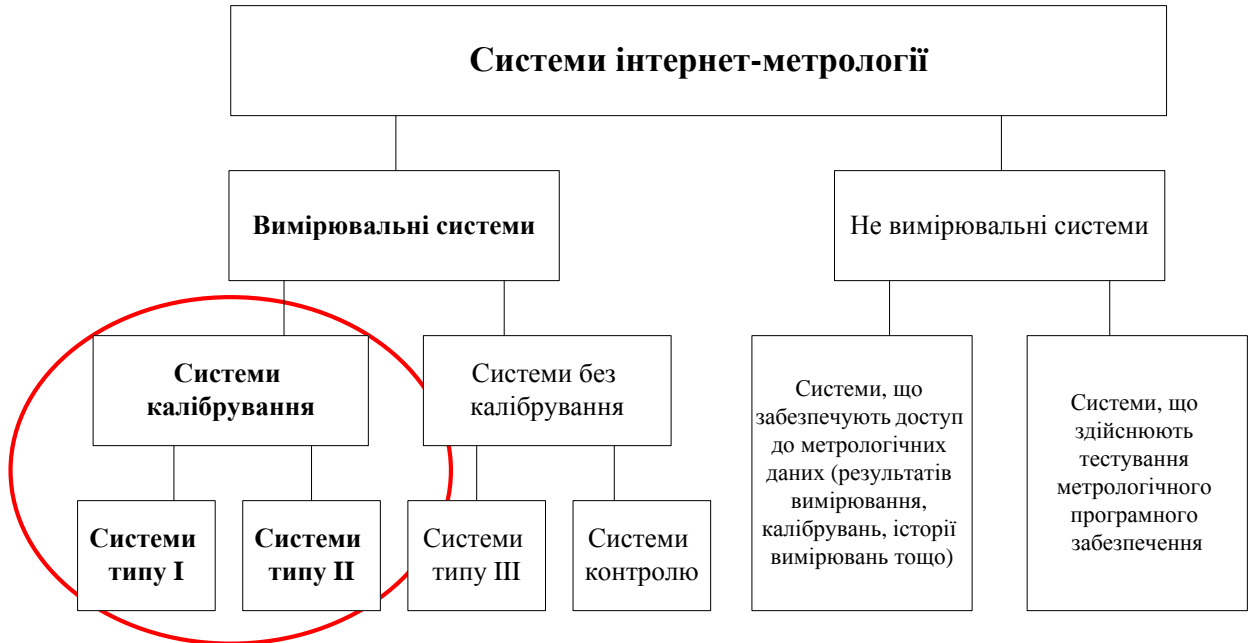 Системи інтернет-метрології
Вимірювальні системи
Не вимірювальні системи
Системи
калібрування
Системи без
калібрування
Системи, що
забезпечують доступ
до метрологічних
даних (результатів
вимірювання,
калібрувань, історії
вимірювань тощо)
Системи, що
здійснюють
тестування
метрологічного
програмного
забезпечення
Системи
типу І
Системи
типу ІІ
Системи
типу ІІІ
Системи
контролю